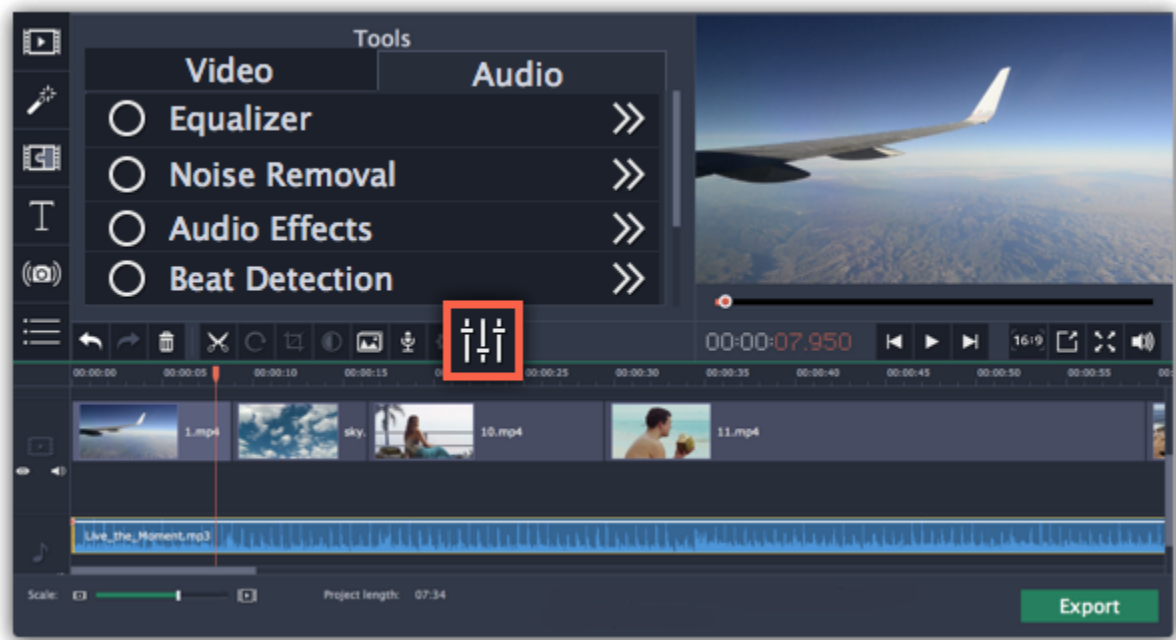 Tools
Video Audio
Equalizer
Noise Removal
Audio Effects
Beat Detection
T
00:00:07.950
16:9
00:00:00 00:00:05 00:00:10 00:00:15 00:00:25 00:00:30 00:00:35 00:00:40 00:00:45 00:00:50 00:00:55 00:
1.mp4 sky. 10.mp4 11.mp4
Live_the_Moment.mp3
Scale: Project length: 07:34
Export